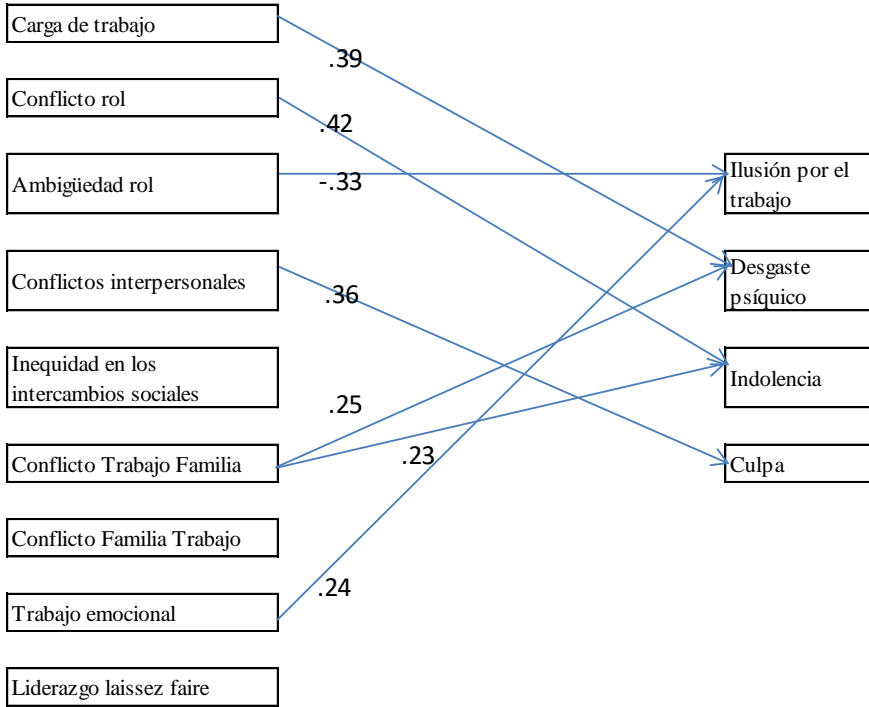 Carga de trabajo
Conflicto rol
Ambigüedad rol
Conflictos interpersonales
Inequidad en los
intercambios sociales
Conflicto Trabajo Familia
Conflicto Familia Trabajo
Trabajo emocional
Liderazgo laissez faire
.39
.42
-.33
.36
.25
.23
.24
Ilusión por el
trabajo
Desgaste
psíquico
Indolencia
Culpa